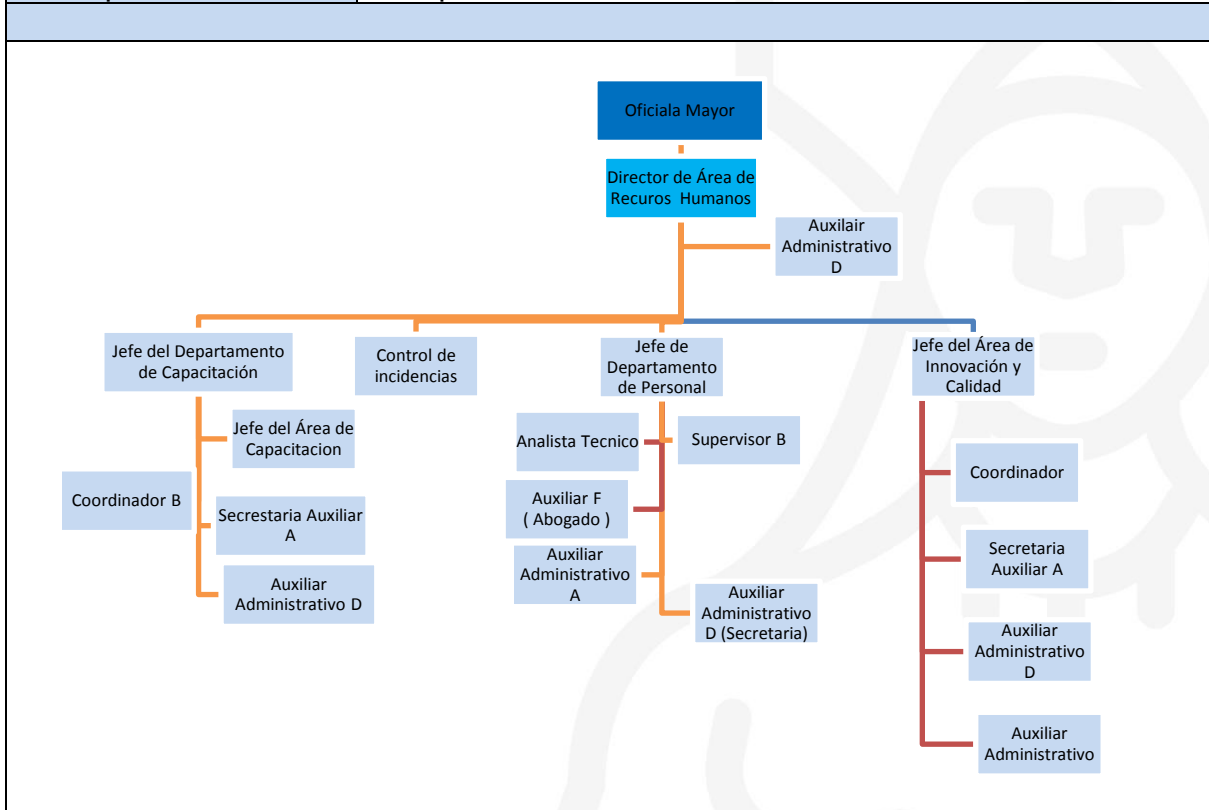 Oficiala Mayor
Director de Área de
Recuros Humanos
Auxilair
Administrativo
D
Jefe del Departamento
de Capacitación
Control de
incidencias
Jefe de
Departamento
de Personal
Jefe del Área de
Innovación y
Calidad
Jefe del Área de
Capacitacion
Coordinador B
Secrestaria Auxiliar
A
Auxiliar
Administrativo D
Analista Tecnico
Supervisor B
Auxiliar F
( Abogado )
Auxiliar
Administrativo
A
Auxiliar
Administrativo
D (Secretaria)
Coordinador
Secretaria
Auxiliar A
Auxiliar
Administrativo
D
Auxiliar
Administrativo